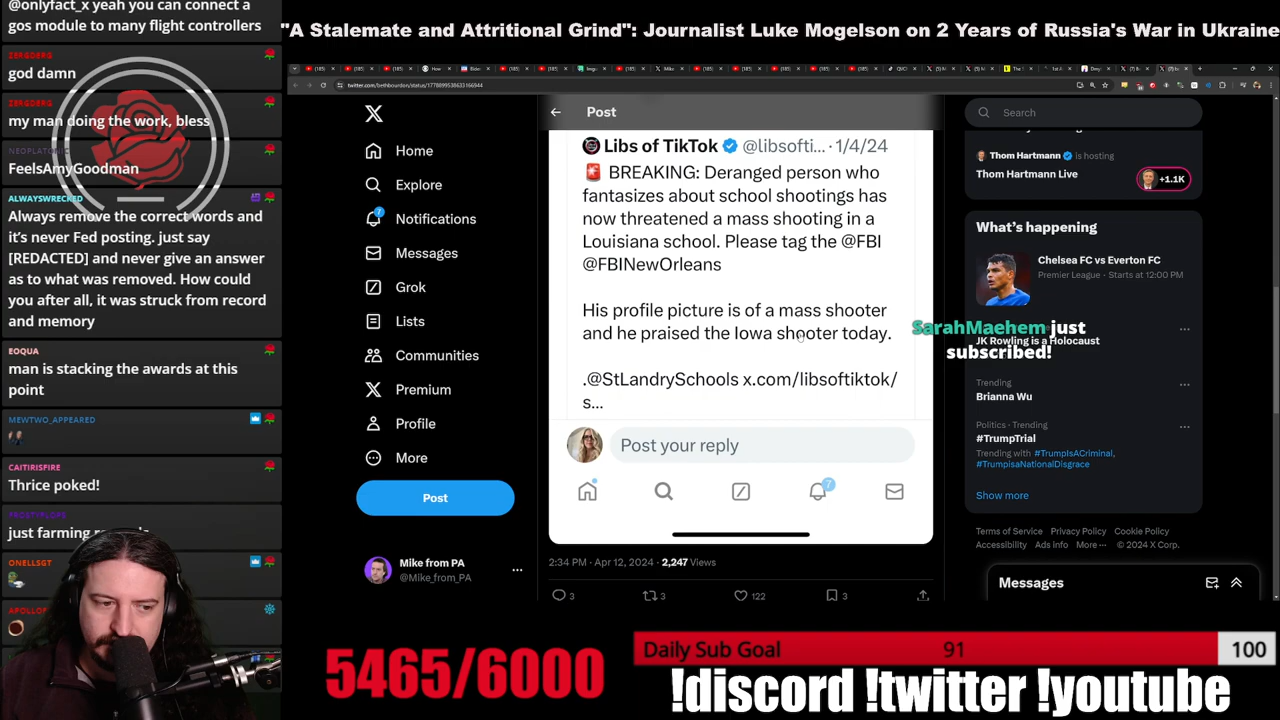 @onlyfact_x yeah you can connect a
gos module to many flight controllers
ZERGDERG
god damn
ZERGDERG
my man doing the work, bless
NEOPLATONIC
FeelsAmyGoodman
ALWAYSWRECKED
Always remove the correct words and
it's never Fed posting. just say
[REDACTED] and never give an answer
as to what was removed. How could
you after all, it was struck from record
and memory
EOQUA
man is stacking the awards at this
point
MEWTWO_APPEARED
CAITIRISFIRE
Thrice poked!
just farming
ONELLSGT
"A Stalemate and Attritional Grind": Journalist Luke Mogelson on 2 Years of Russia's War in Ukraine
twitter.com/bethbourdon/status/1778899538633166944
Home
Explore
Notifications
Messages
Grok
Lists
Communities
Premium
Profile
More
Post
Mike from PA
@Mike_from_PA
Post
Libs of TikTok @libsofti... · 1/4/24
🚨 BREAKING: Deranged person who
fantasizes about school shootings has
now threatened a mass shooting in a
Louisiana school. Please tag the @FBI
@FBINewOrleans
His profile picture is of a mass shooter
and he praised the Iowa shooter today.
.@StLandrySchools x.com/libsoftiktok/
s...
Post your reply
7
2:34 PM · Apr 12, 2024 · 2,247 Views
3
3
122
3
Search
Thom Hartmann is hosting
Thom Hartmann Live
+1.1K
What's happening
Chelsea FC vs Everton FC
Premier League · Starts at 12:00 PM
SarahMaehem just
subscribed!
JK Rowling is a Holocaust
Trending
Brianna Wu
Politics · Trending
#TrumpTrial
Trending with #TrumpIsACriminal,
#TrumpisaNationalDisgrace
Show more
Terms of Service Privacy Policy Cookie Policy
Accessibility Ads info More ··· © 2024 X Corp.
Messages
5465/6000
Daily Sub Goal 91 100
!discord !twitter !youtube